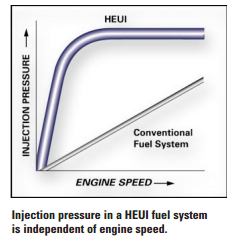 HEUI
INJECTION PRESSURE
Conventional
Fuel System
ENGINE SPEED
Injection pressure in a HEUI fuel system
is independent of engine speed.